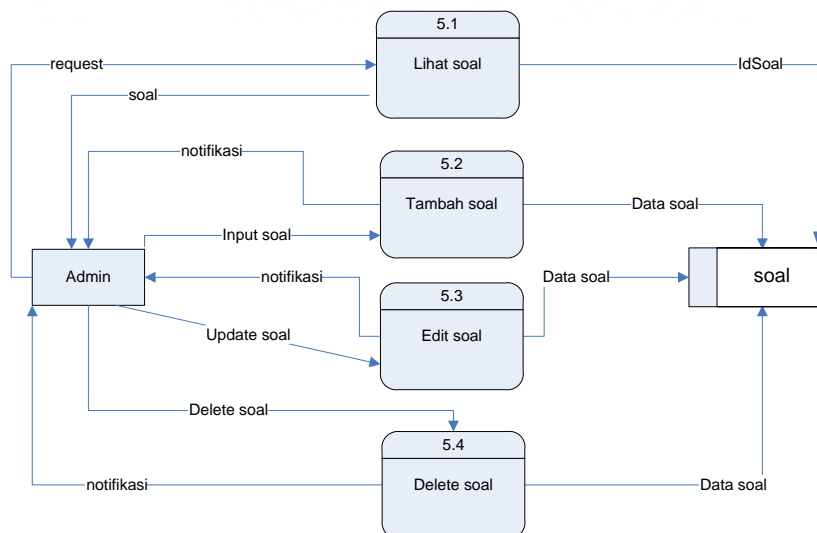 5.1
request
Lihat soal
IdSoal
soal
notifikasi
5.2
Tambah soal
Data soal
Input soal
Admin
notifikasi
Data soal
soal
5.3
Update soal
Edit soal
Delete soal
5.4
notifikasi
Delete soal
Data soal